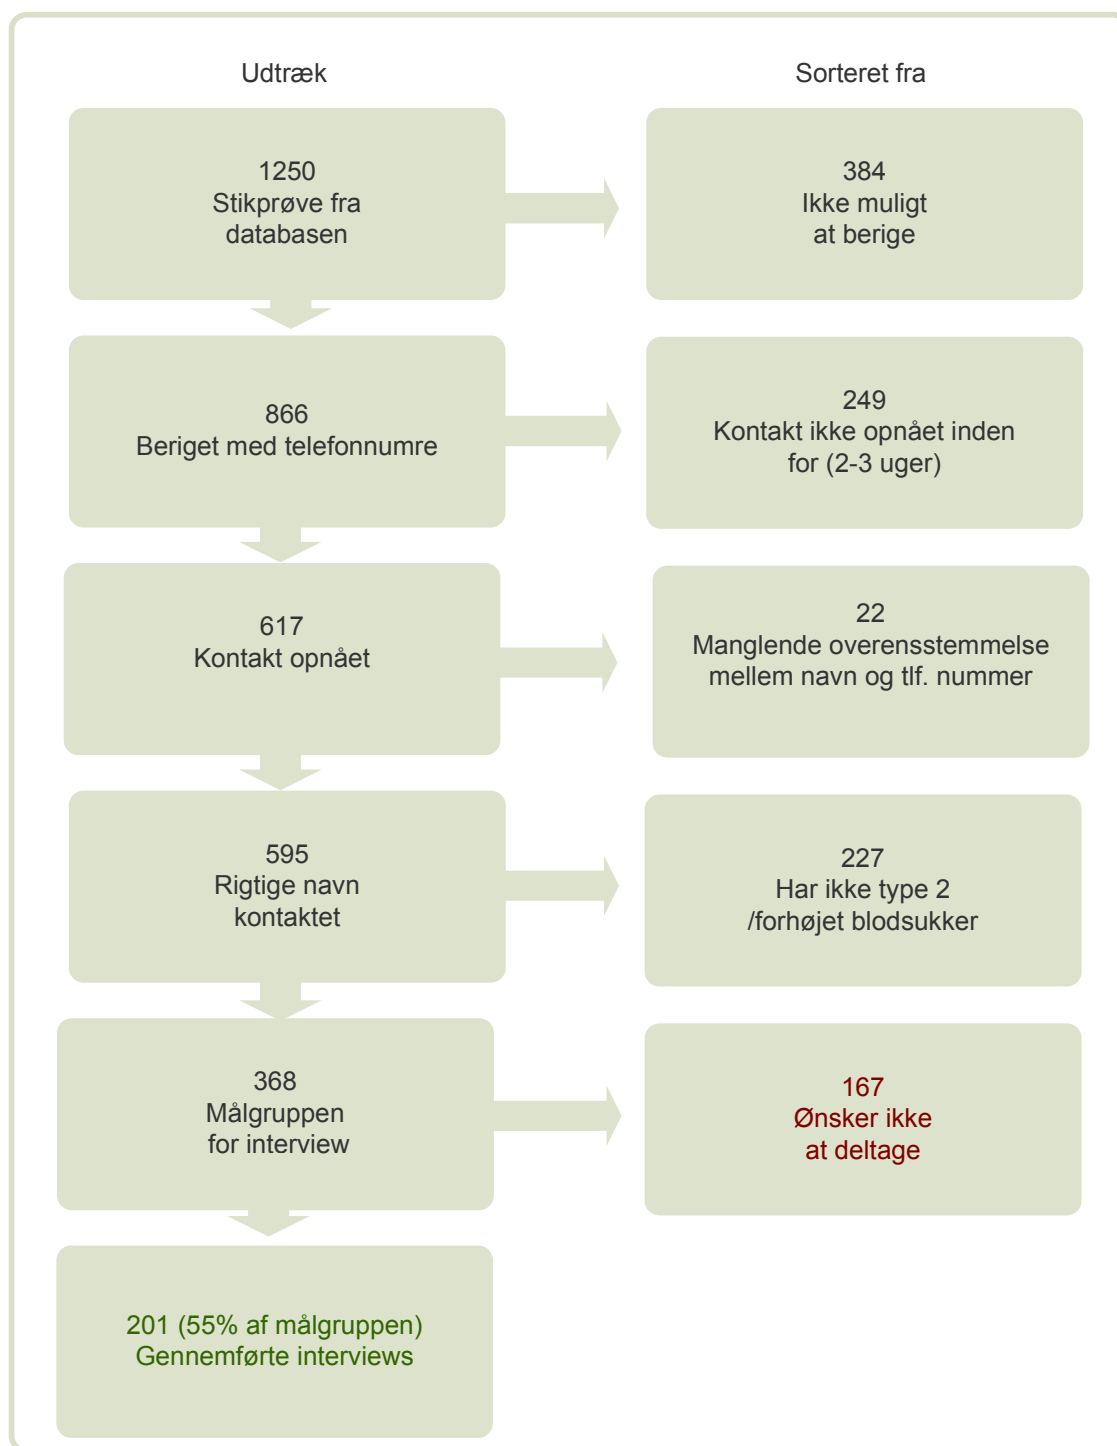 Udtræk
Sorteret fra
1250
Stikprøve fra
databasen
384
Ikke muligt
at berige
866
Beriget med telefonnumre
249
Kontakt ikke opnået inden
for (2-3 uger)
617
Kontakt opnået
22
Manglende overensstemmelse
mellem navn og tlf. nummer
595
Rigtige navn
kontaktet
227
Har ikke type 2
/forhøjet blodsukker
368
Målgruppen
for interview
167
Ønsker ikke
at deltage
201 (55% af målgruppen)
Gennemførte interviews